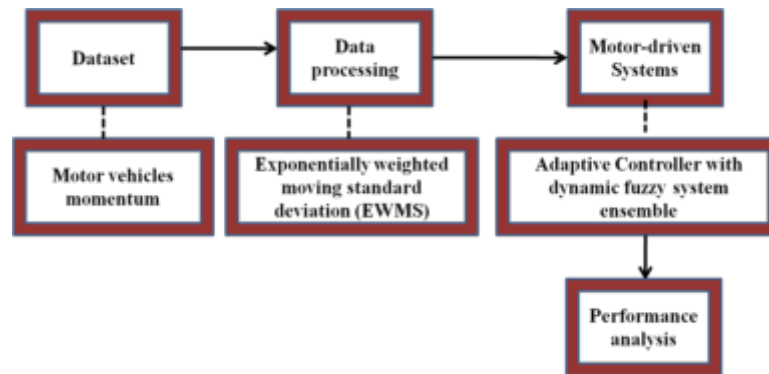 Dataset
Data
processing
Motor-driven
Systems
Motor vehicles
momentum
Exponentially weighted
moving standard
deviation (EWMS)
Adaptive Controller with
dynamic fuzzy system
ensemble
Performance
analysis